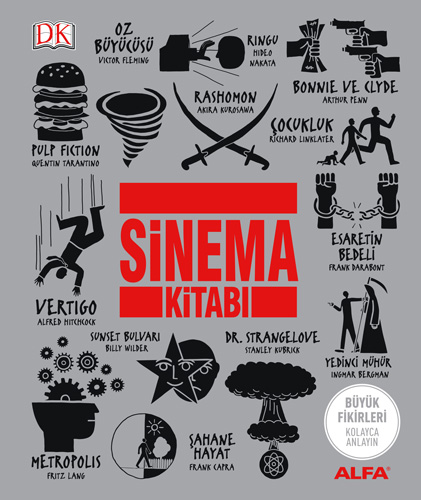 DK
OZ
BÜYÜCÜSÜ
VICTOR FLEMING
RINGU
HIDEO
NAKATA
BONNIE VE CLYDE
ARTHUR PENN
RASHOMON
AKIRA KUROSAWA
ÇOCUKLUK
RICHARD LINKLATER
PULP FICTION
QUENTIN TARANTINO
SİNEMA
KİTABI
ESARETİN
BEDELİ
FRANK DARABONT
VERTIGO
ALFRED HITCHCOCK
SUNSET BULVARI
BILLY WILDER
DR. STRANGELOVE
STANLEY KUBRICK
YEDİNCİ MÜHÜR
INGMAR BERGMAN
METROPOLIS
FRITZ LANG
ŞAHANE
HAYAT
FRANK CAPRA
BÜYÜK
FİKİRLERİ
KOLAYCA
ANLAYIN
ALFA